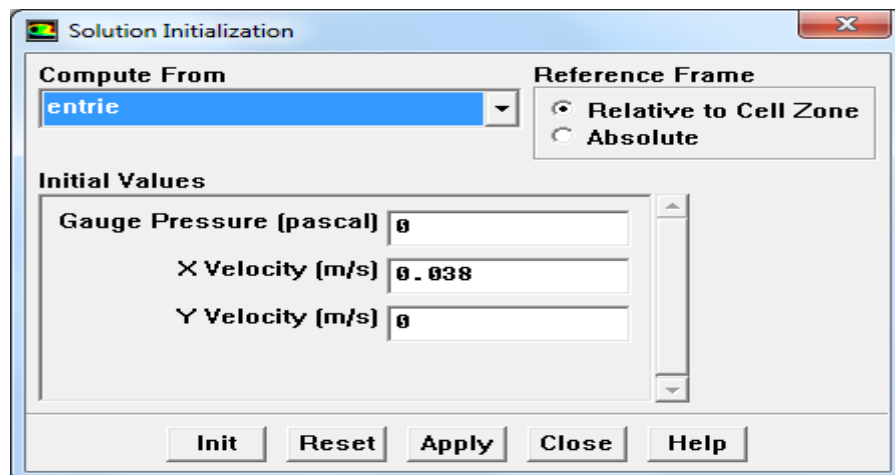 Solution Initialization
Compute From
entrie
Reference Frame
Relative to Cell Zone
Absolute
Initial Values
Gauge Pressure (pascal) 0
X Velocity (m/s) 0.038
Y Velocity (m/s) 0
Init Reset Apply Close Help